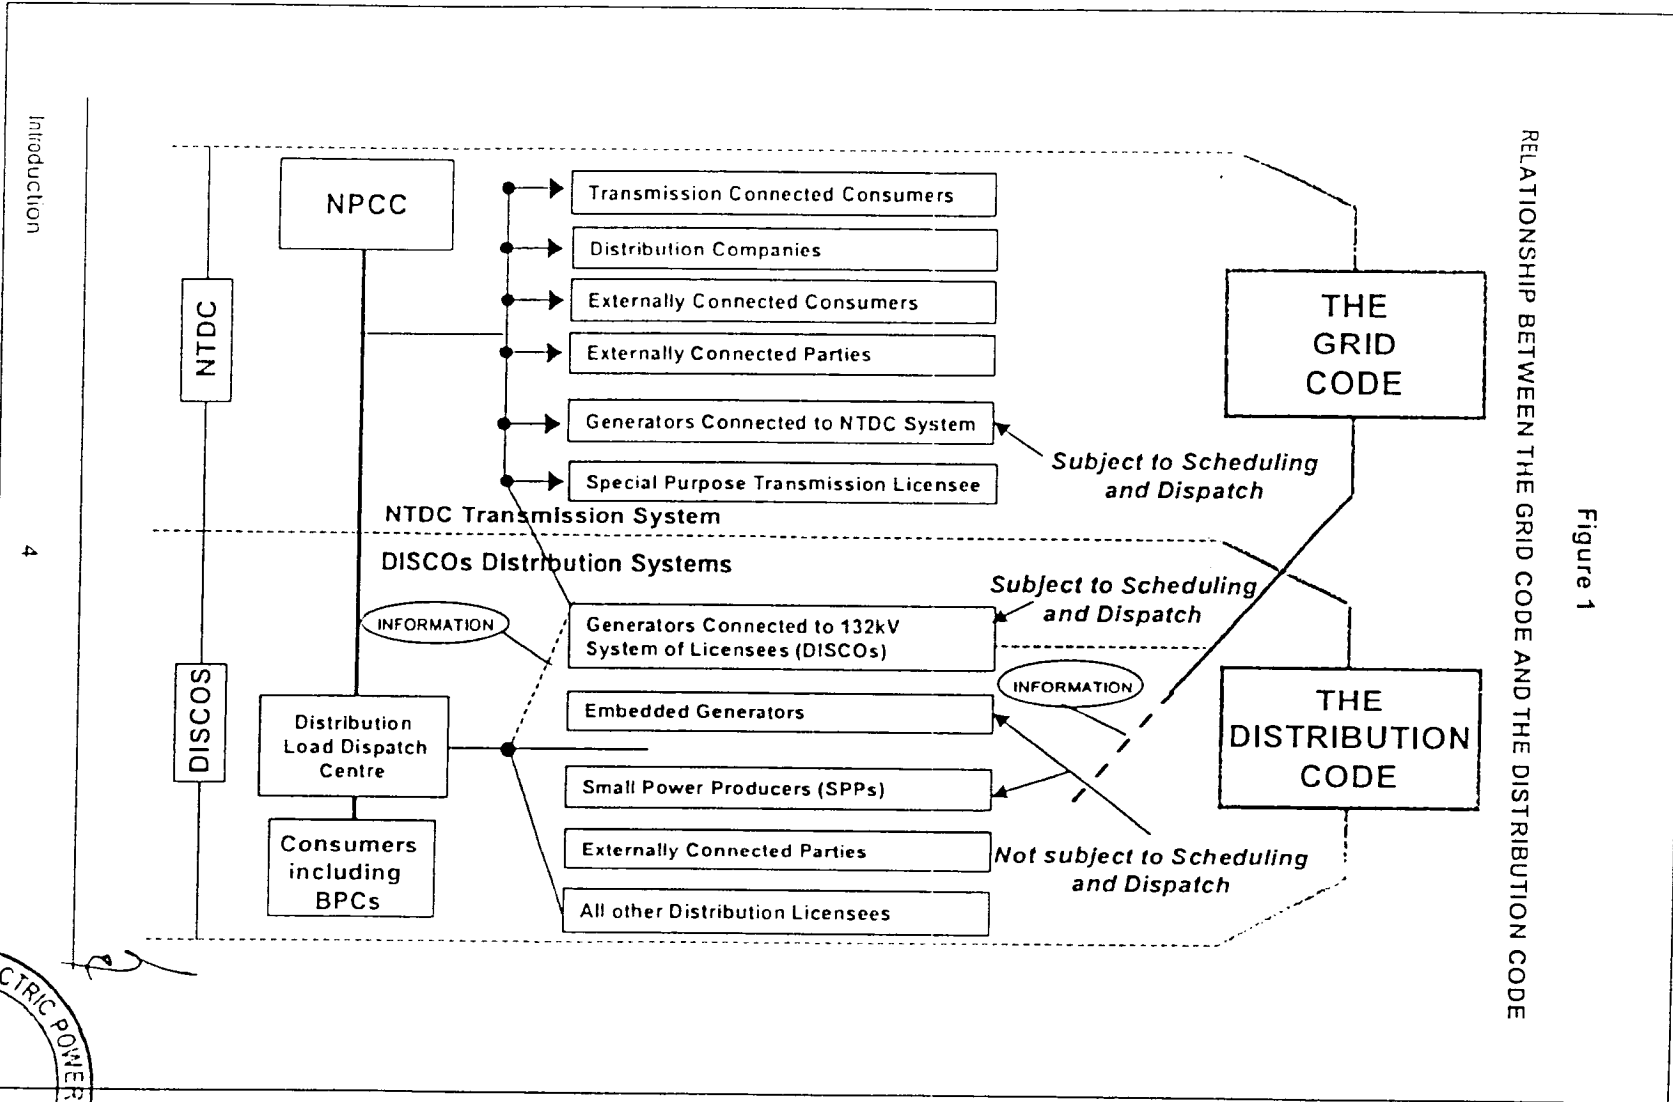 Figure 1
RELATIONSHIP BETWEEN THE GRID CODE AND THE DISTRIBUTION CODE
NTDC
NPCC
Transmission Connected Consumers
Distribution Companies
Externally Connected Consumers
Externally Connected Parties
Generators Connected to NTDC System
Special Purpose Transmission Licensee
Subject to Scheduling
and Dispatch
THE
GRID
CODE
NTDC Transmission System
DISCOs Distribution Systems
DISCOS
INFORMATION
Distribution
Load Dispatch
Centre
Consumers
including
BPCs
Generators Connected to 132kV
System of Licensees (DISCOs)
Embedded Generators
Small Power Producers (SPPs)
Externally Connected Parties
All other Distribution Licensees
Subject to Scheduling
and Dispatch
INFORMATION
Not subject to Scheduling
and Dispatch
THE
DISTRIBUTION
CODE
Introduction
4
CTRIC POWER